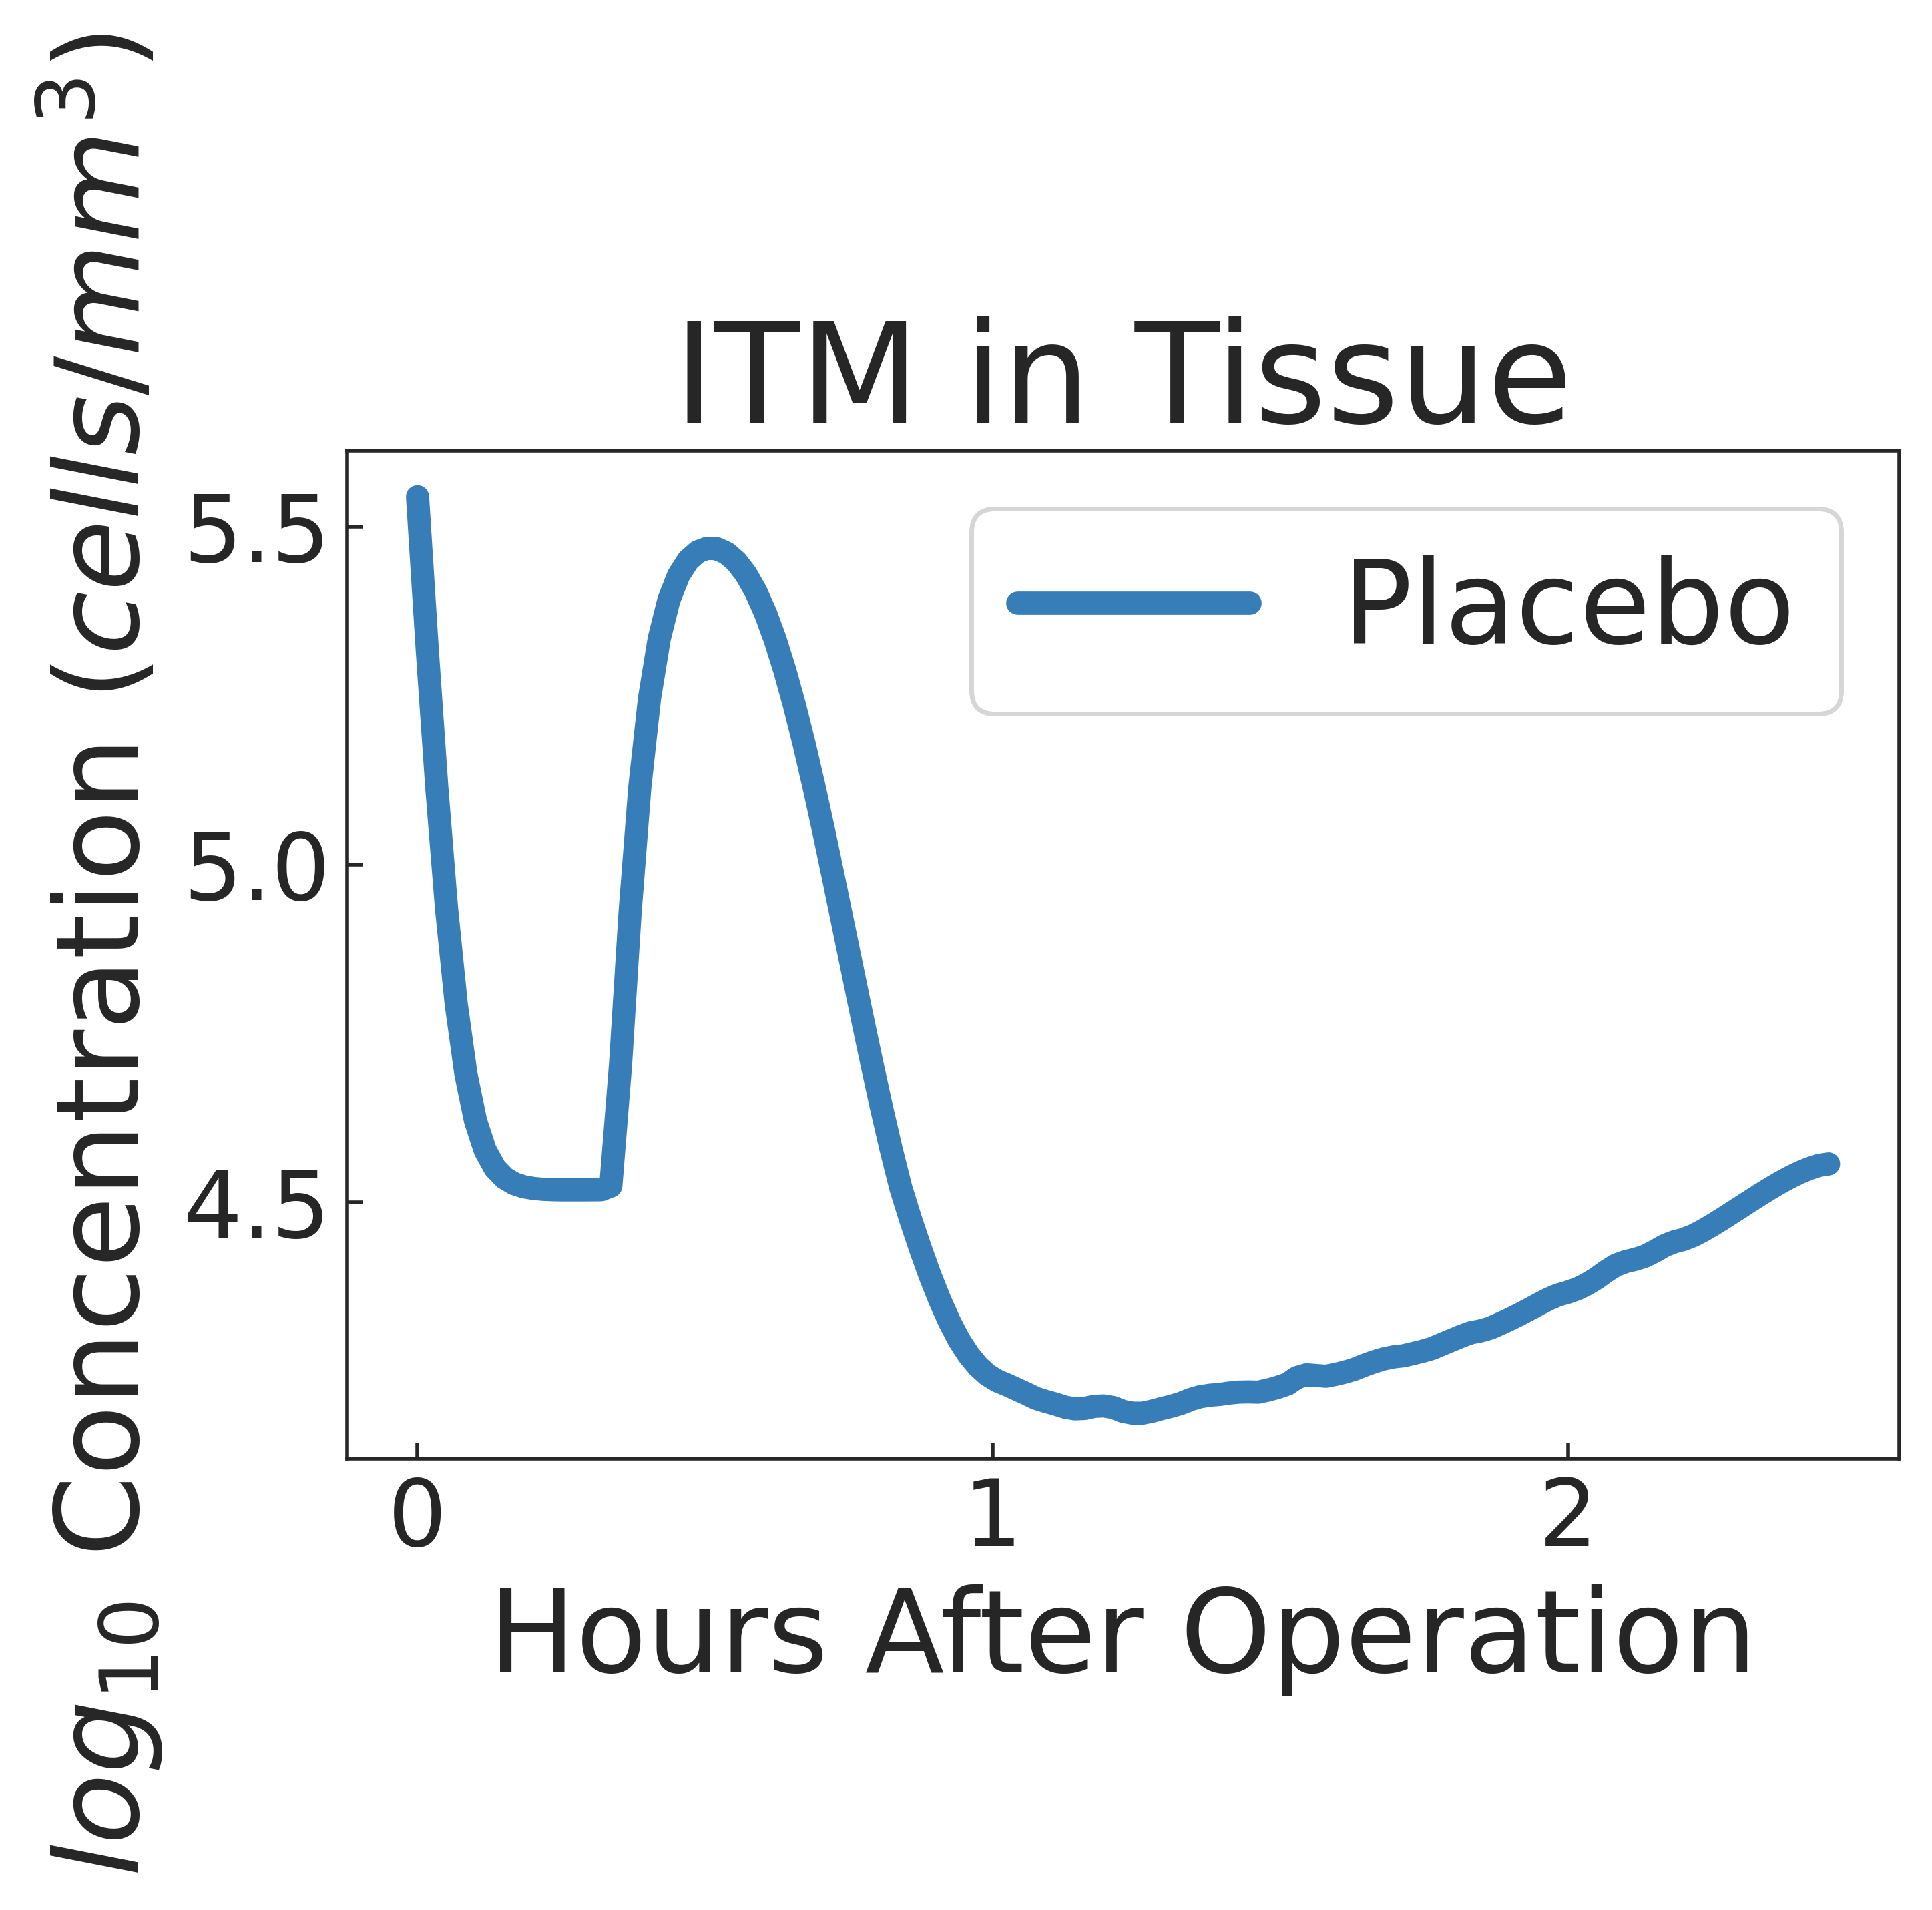 ITM in Tissue
log₁₀ Concentration (cells/mm³)
5.5
5.0
4.5
Placebo
0 1 2
Hours After Operation